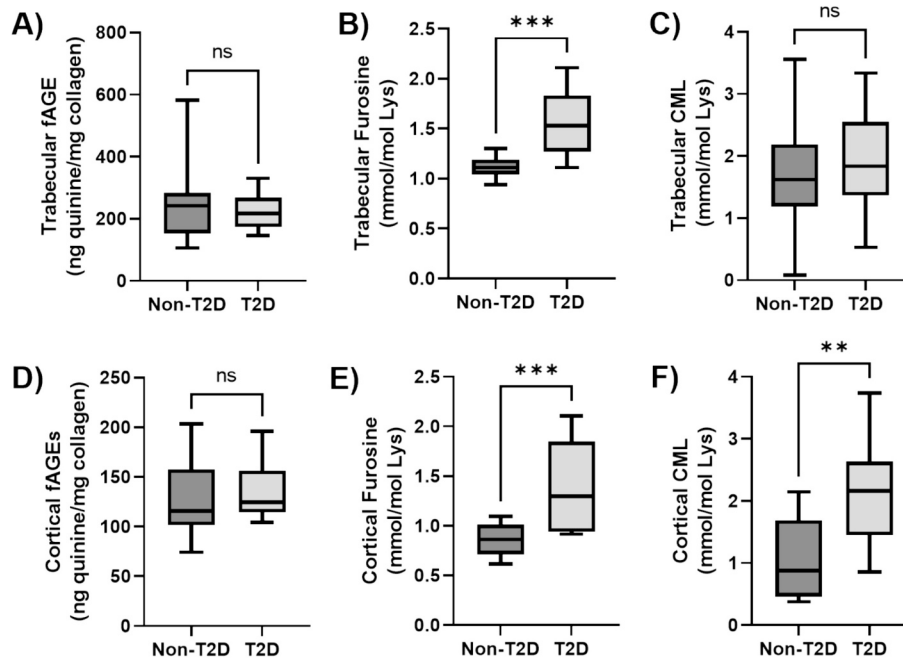 A)
Trabecular fAGE
(ng quinine/mg collagen)
800
600
400
200
0
ns
Non-T2D
T2D
B)
Trabecular Furosine
(mmol/mol Lys)
2.5
2.0
1.5
1.0
0.5
0.0
***
Non-T2D
T2D
C)
Trabecular CML
(mmol/mol Lys)
4
3
2
1
0
ns
Non-T2D
T2D
D)
Cortical fAGEs
(ng quinine/mg collagen)
250
200
150
100
50
0
ns
Non-T2D
T2D
E)
Cortical Furosine
(mmol/mol Lys)
2.5
2.0
1.5
1.0
0.5
0.0
***
Non-T2D
T2D
F)
Cortical CML
(mmol/mol Lys)
4
3
2
1
0
**
Non-T2D
T2D